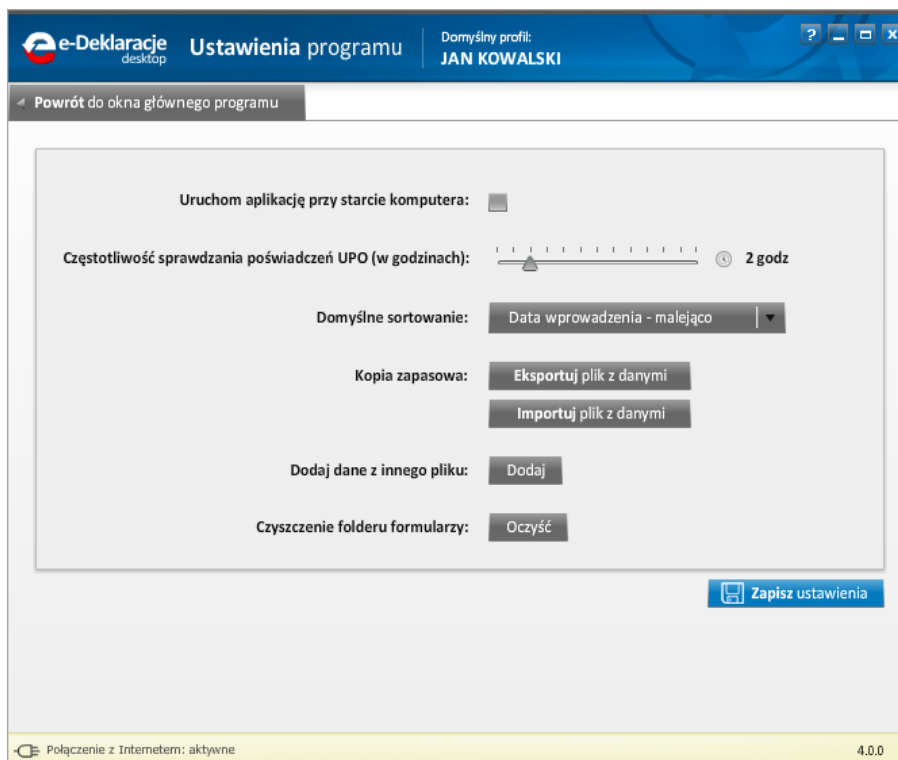 e-Deklaracje
desktop
Ustawienia programu
Domyślny profil:
JAN KOWALSKI
?
Powrót do okna głównego programu
Uruchom aplikację przy starcie komputera:
Częstotliwość sprawdzania poświadczeń UPO (w godzinach):
2 godz
Domyślne sortowanie:
Data wprowadzenia - malejąco
Kopia zapasowa:
Eksportuj plik z danymi
Importuj plik z danymi
Dodaj dane z innego pliku:
Dodaj
Czyszczenie folderu formularzy:
Oczyść
Zapisz ustawienia
Połączenie z Internetem: aktywne
4.0.0